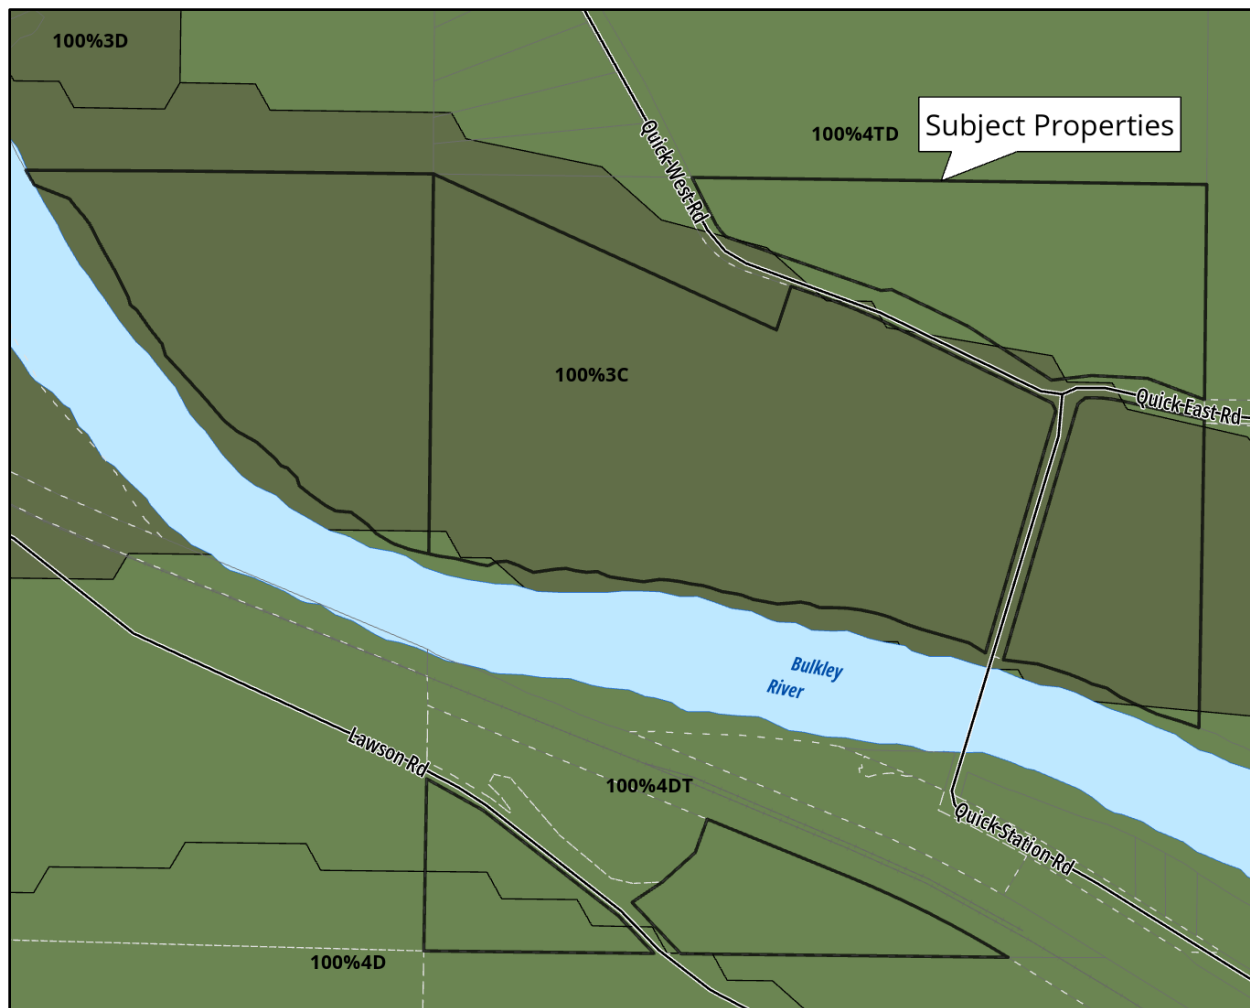 100%3D
Quick West Rd
100%4TD
Subject Properties
100%3C
Quick East Rd
Bulkley
River
Lawson Rd
100%4DT
Quick Station Rd
100%4D